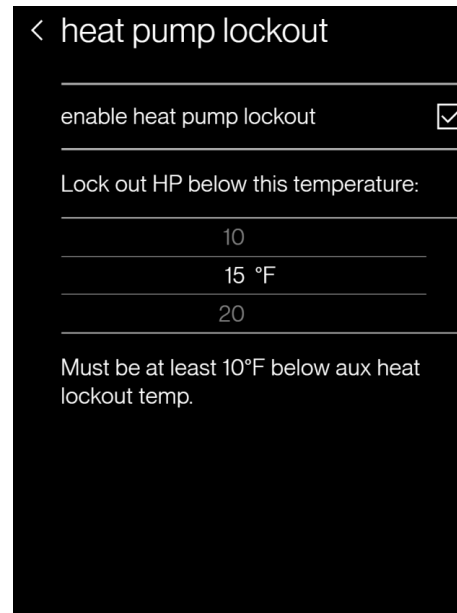 heat pump lockout
enable heat pump lockout
Lock out HP below this temperature:
10
15 °F
20
Must be at least 10°F below aux heat
lockout temp.